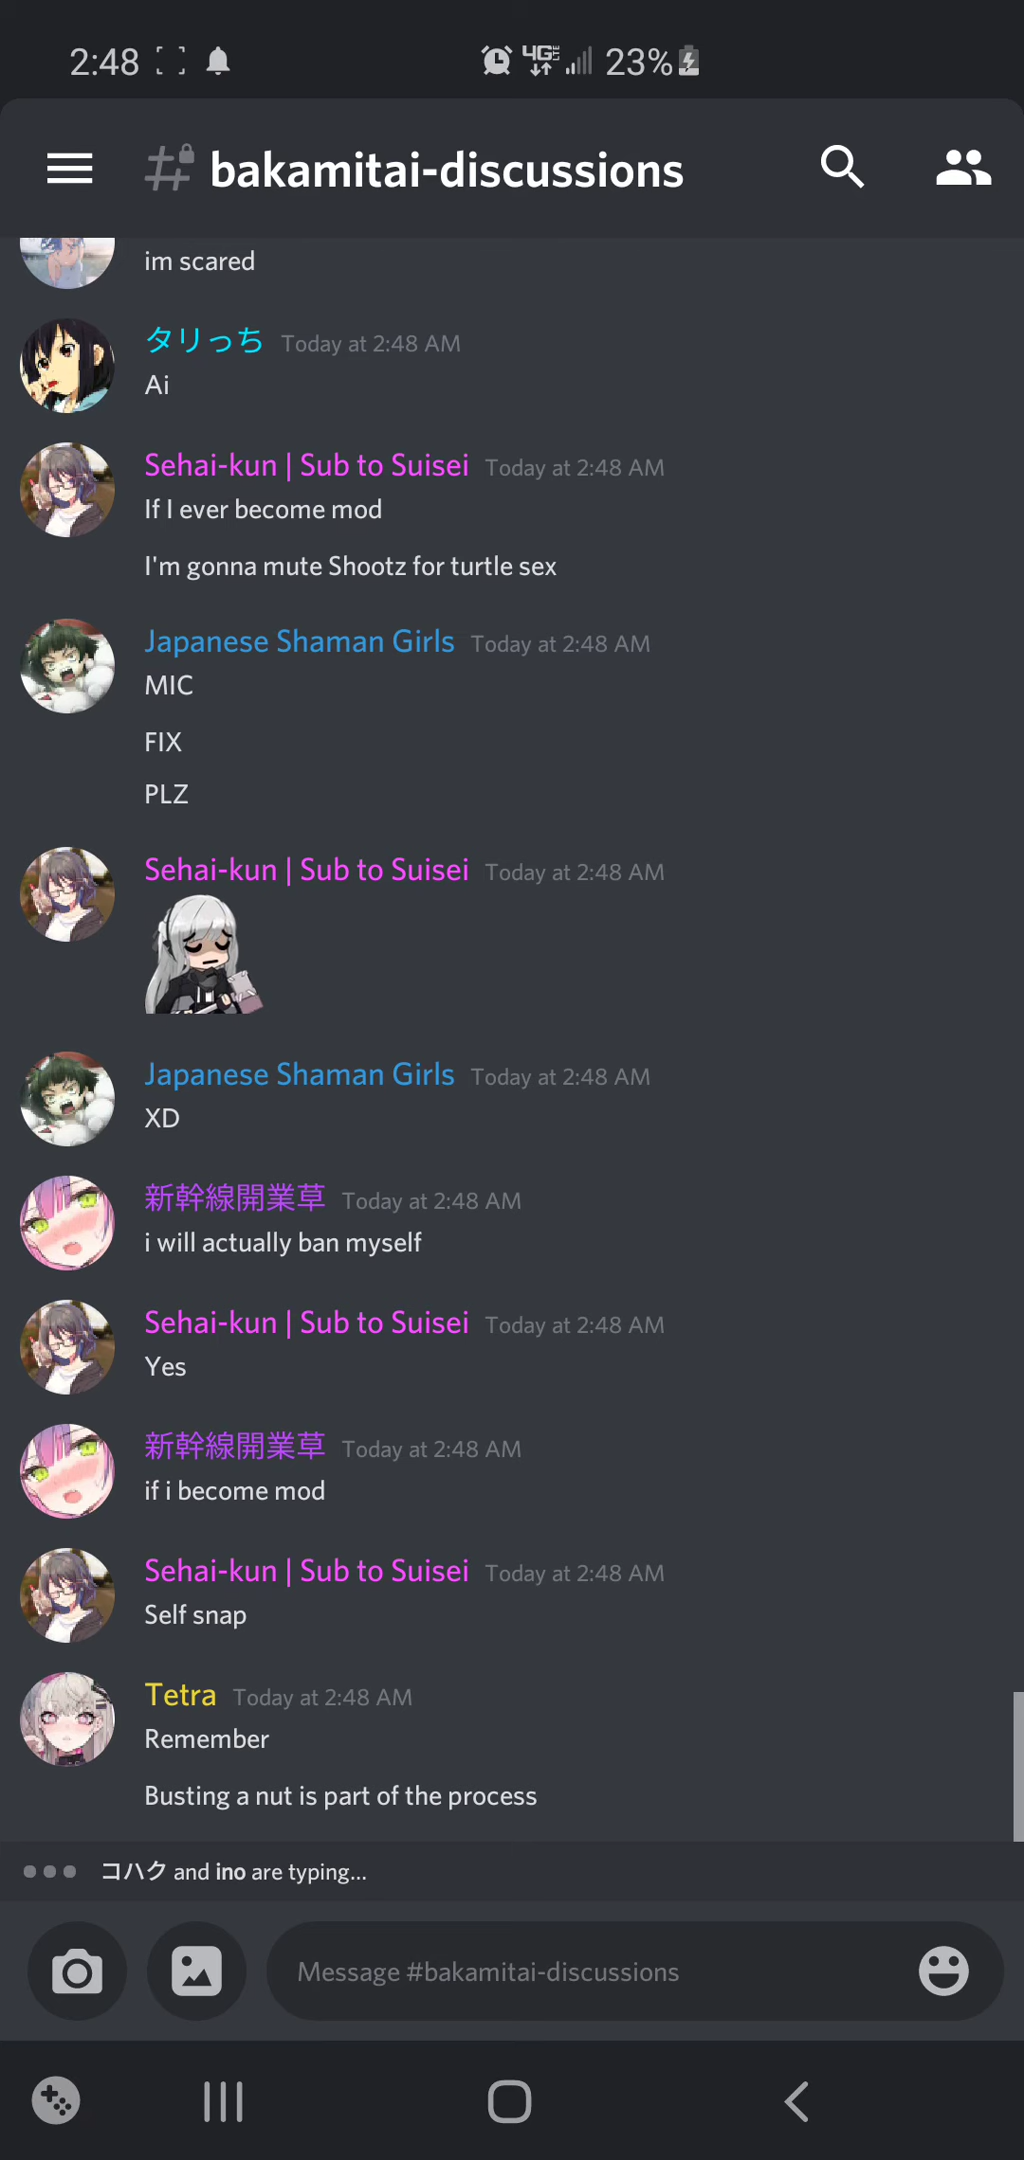 2:48 4G LTE 23%
bakamitai-discussions
im scared
タリっち Today at 2:48 AM
Ai
Sehai-kun | Sub to Suisei Today at 2:48 AM
If I ever become mod
I'm gonna mute Shootz for turtle sex
Japanese Shaman Girls Today at 2:48 AM
MIC
FIX
PLZ
Sehai-kun | Sub to Suisei Today at 2:48 AM
Japanese Shaman Girls Today at 2:48 AM
XD
新幹線開業草 Today at 2:48 AM
i will actually ban myself
Sehai-kun | Sub to Suisei Today at 2:48 AM
Yes
新幹線開業草 Today at 2:48 AM
if i become mod
Sehai-kun | Sub to Suisei Today at 2:48 AM
Self snap
Tetra Today at 2:48 AM
Remember
Busting a nut is part of the process
コハク and ino are typing...
Message #bakamitai-discussions